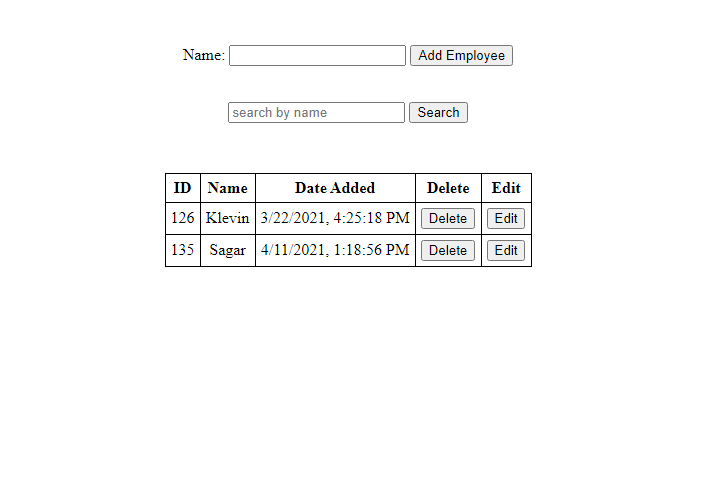 Name: Add Employee
search by name Search
ID Name Date Added Delete Edit
126 Klevin 3/22/2021, 4:25:18 PM Delete Edit
135 Sagar 4/11/2021, 1:18:56 PM Delete Edit